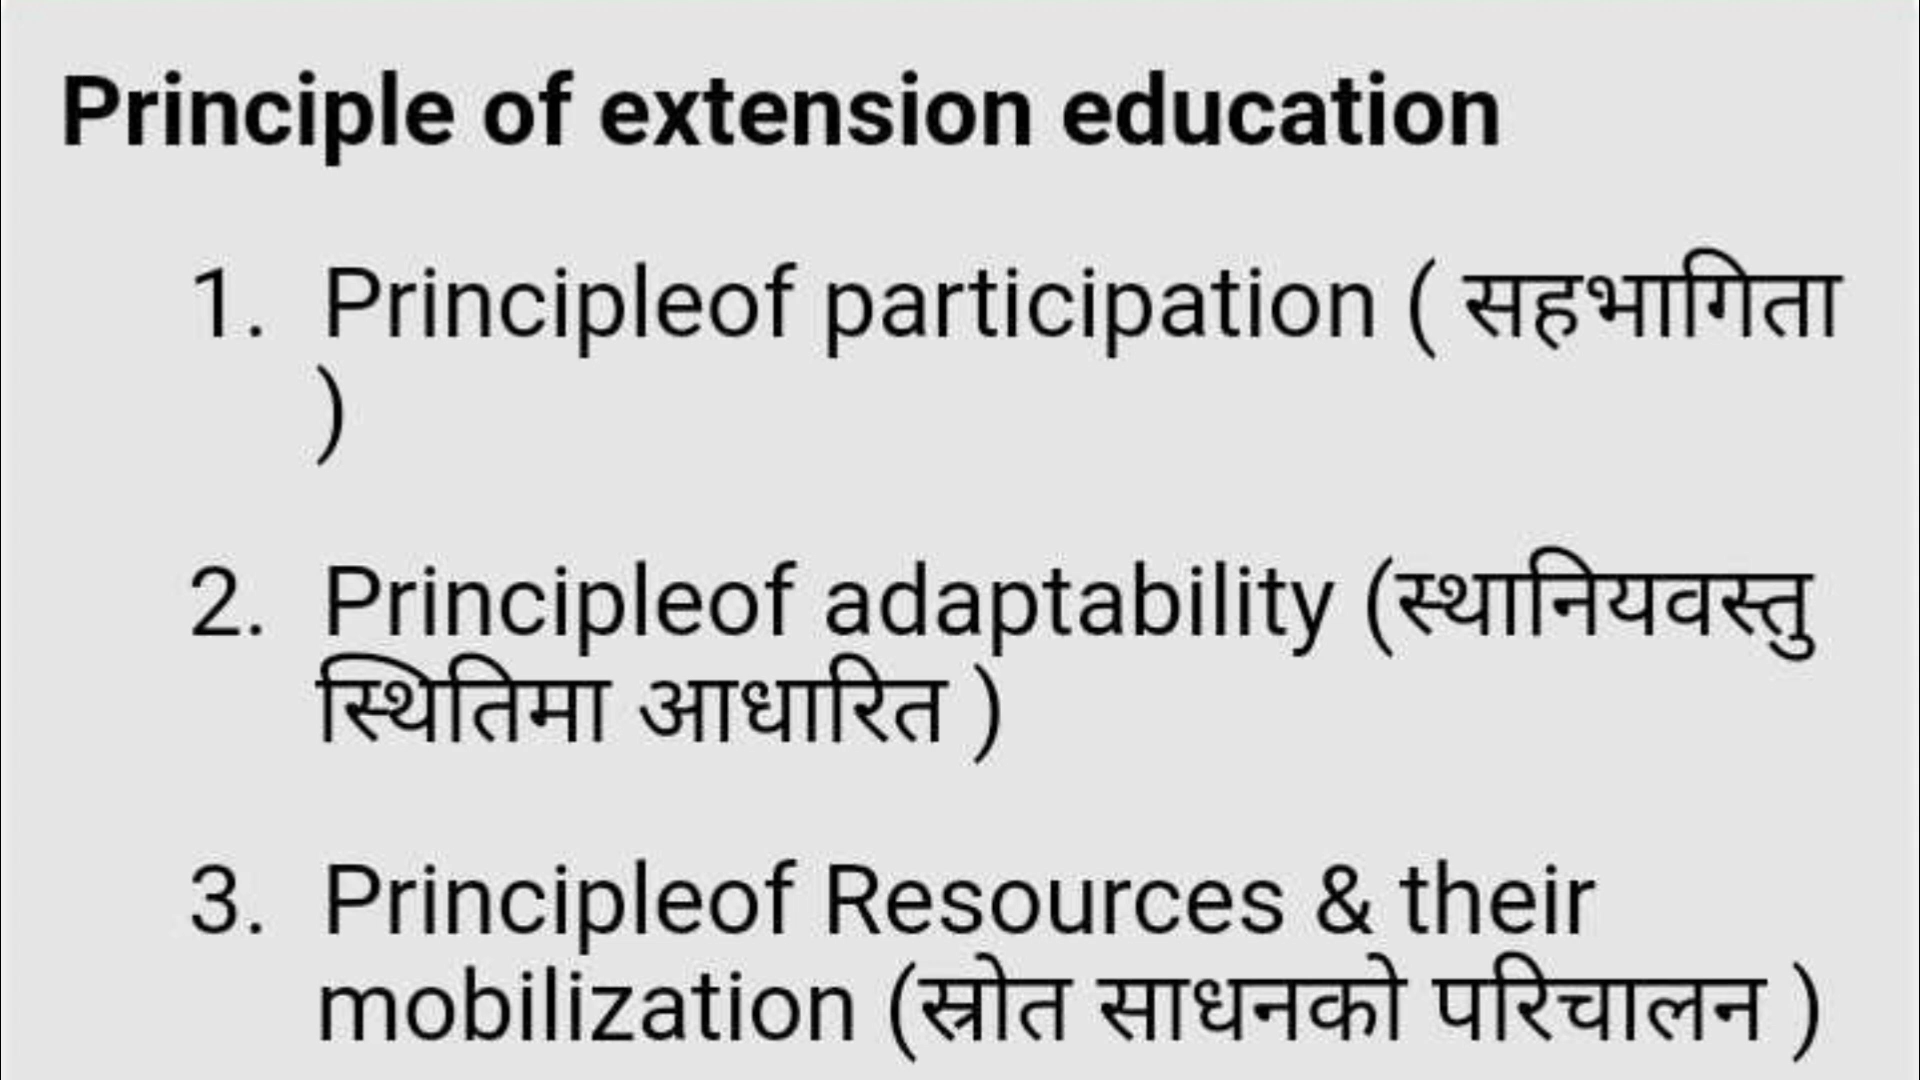 Principle of extension education
1. Principleof participation ( सहभागिता
)
2. Principleof adaptability (स्थानियवस्तु
स्थितिमा आधारित )
3. Principleof Resources & their
mobilization (स्रोत साधनको परिचालन )